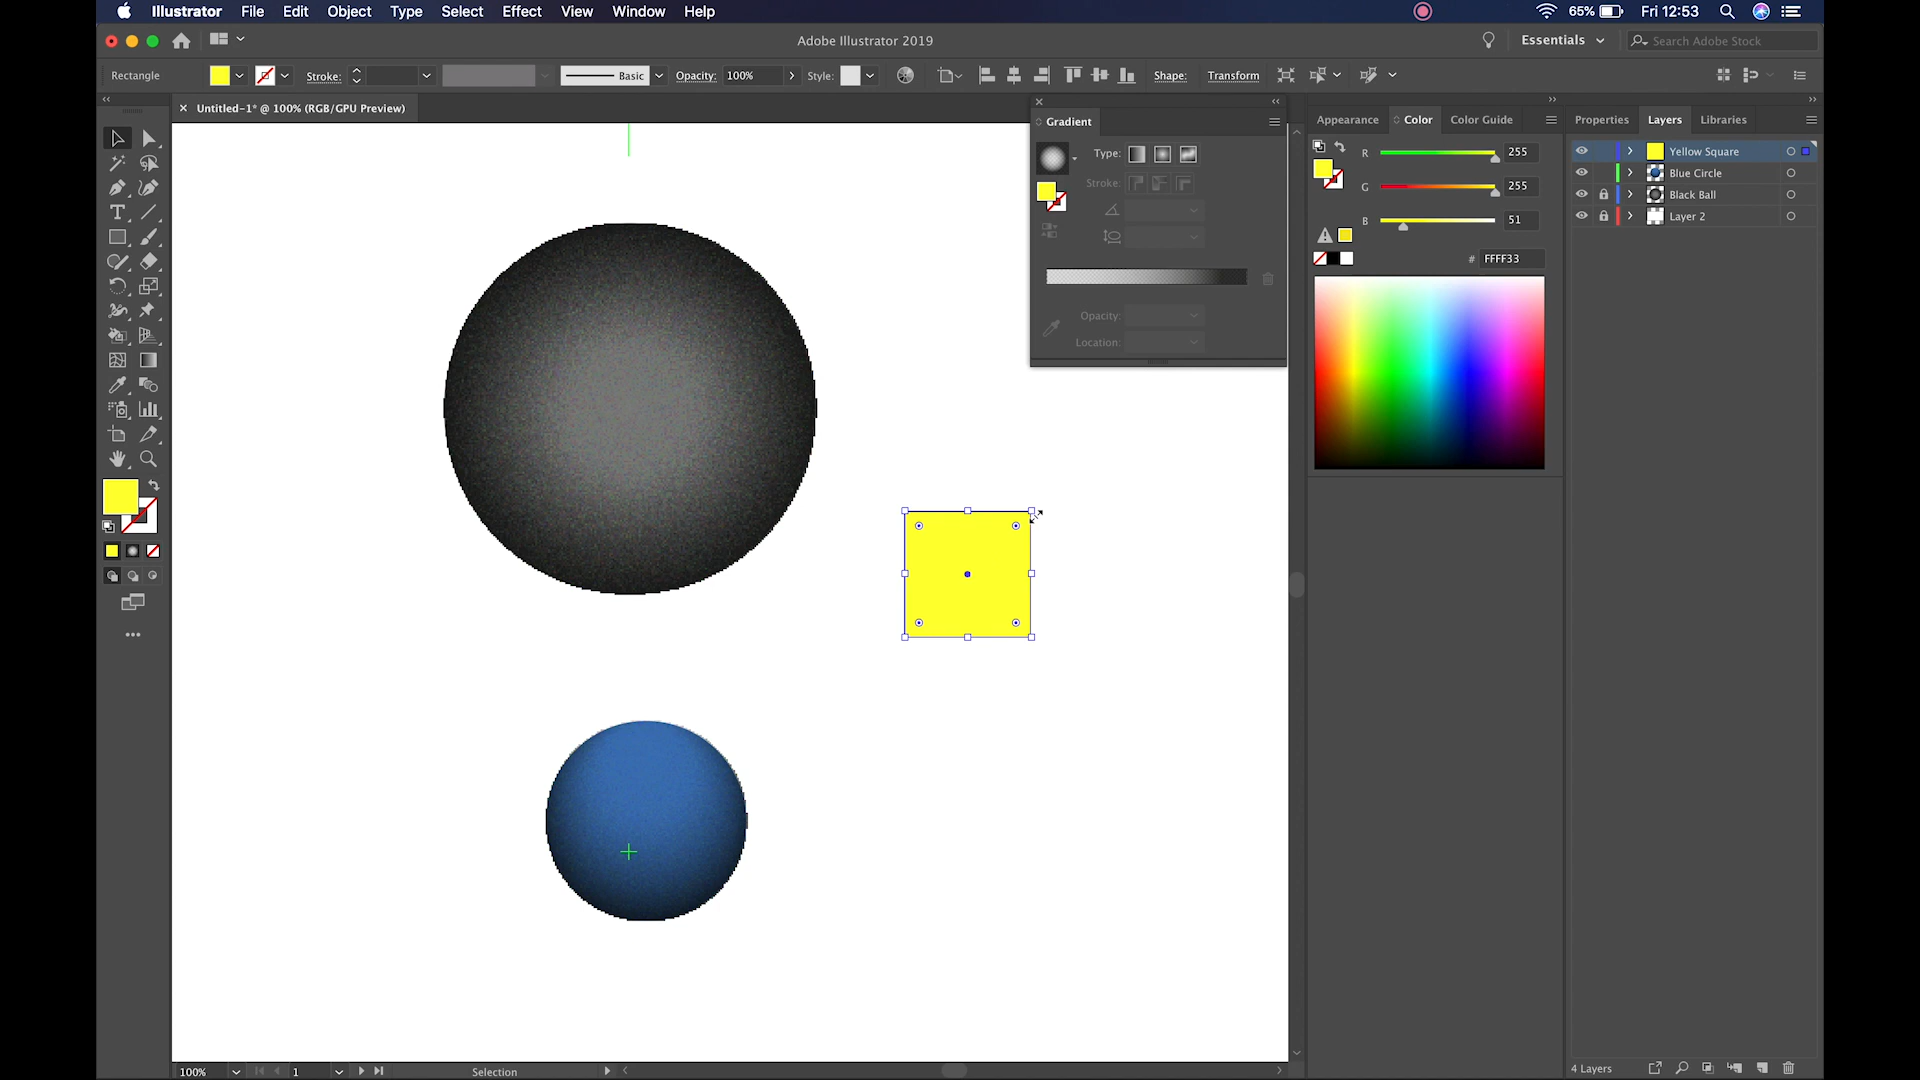 Illustrator File Edit Object Type Select Effect View Window Help 65% Fri 12:53
Adobe Illustrator 2019 Essentials Search Adobe Stock
Rectangle Stroke: Basic Opacity: 100% Style: Shape: Transform
Untitled-1* @ 100% (RGB/GPU Preview)
Gradient
Type:
Stroke:
Opacity:
Location:
Appearance Color Color Guide
R 255
G 255
B 51
# FFFF33
Properties Layers Libraries
Yellow Square
Blue Circle
Black Ball
Layer 2
100% 1 Selection
4 Layers